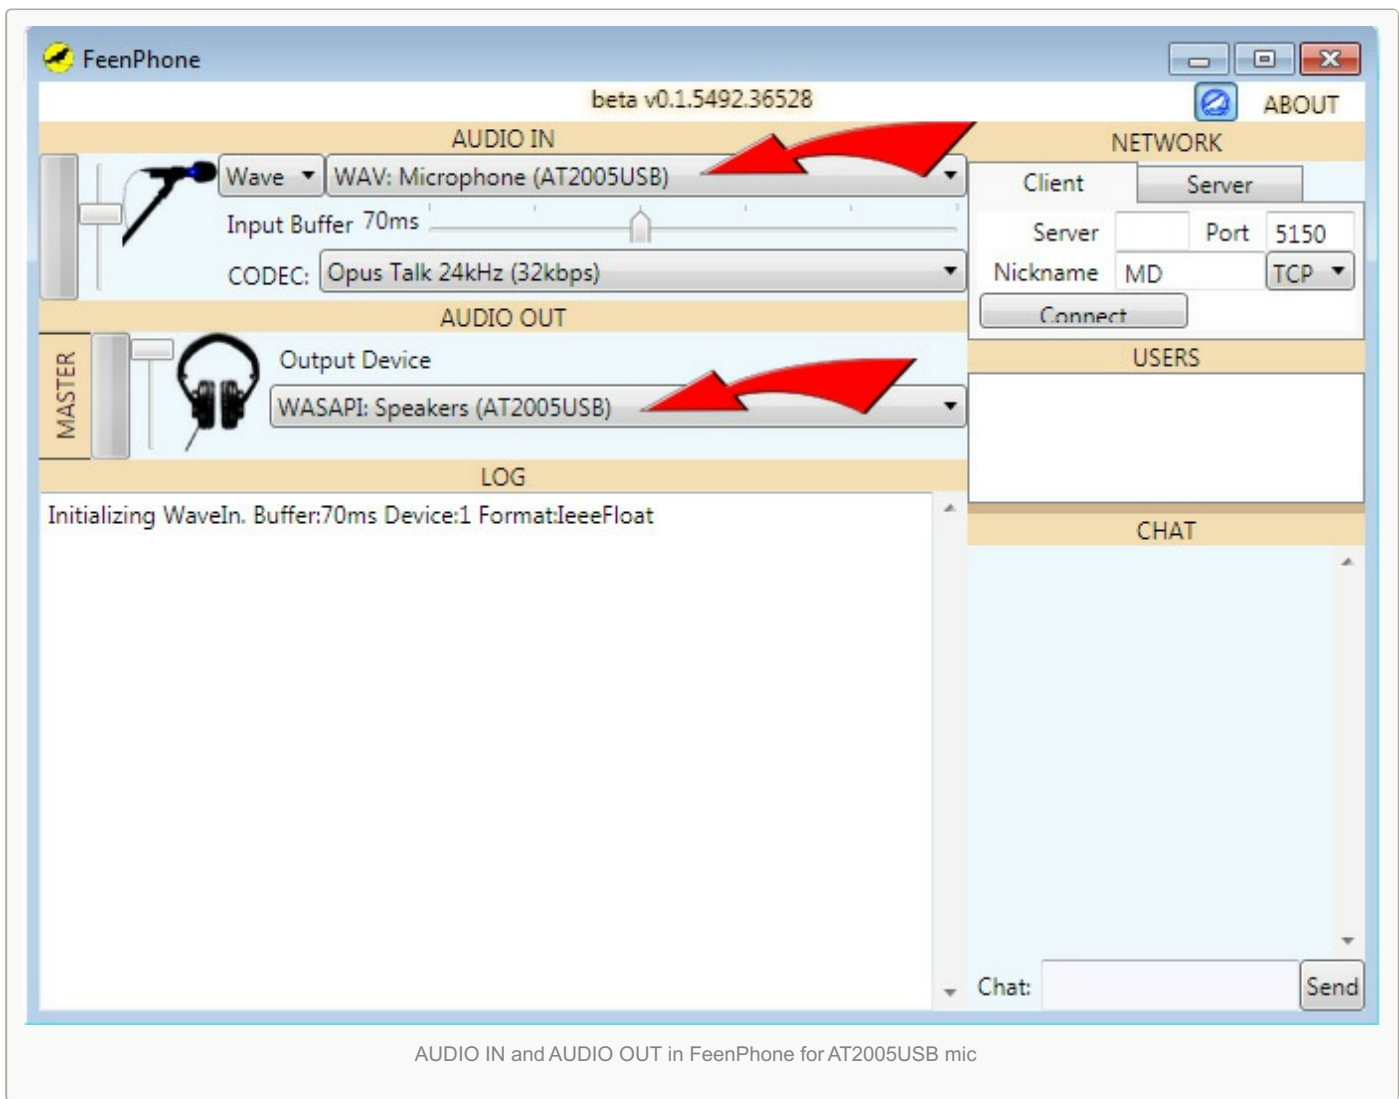 FeenPhone
beta v0.1.5492.36528
ABOUT
AUDIO IN
Wave
WAV: Microphone (AT2005USB)
Input Buffer 70ms
CODEC: Opus Talk 24kHz (32kbps)
AUDIO OUT
MASTER
Output Device
WASAPI: Speakers (AT2005USB)
LOG
Initializing WaveIn. Buffer:70ms Device:1 Format:IeeeFloat
NETWORK
Client Server
Server Port 5150
Nickname MD TCP
Connect
USERS
CHAT
Chat: Send
AUDIO IN and AUDIO OUT in FeenPhone for AT2005USB mic